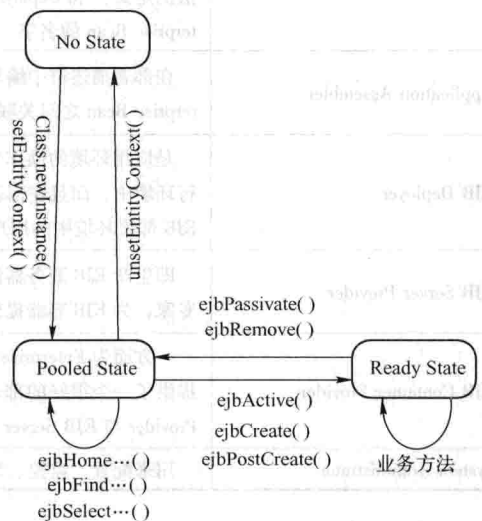 No State
Class.newInstance( )
setEntityContext( )
unsetEntityContext( )
ejbPassivate( )
ejbRemove( )
Pooled State
Ready State
ejbActive( )
ejbCreate( )
ejbPostCreate( )
ejbHome…( )
ejbFind…( )
ejbSelect…( )
业务方法